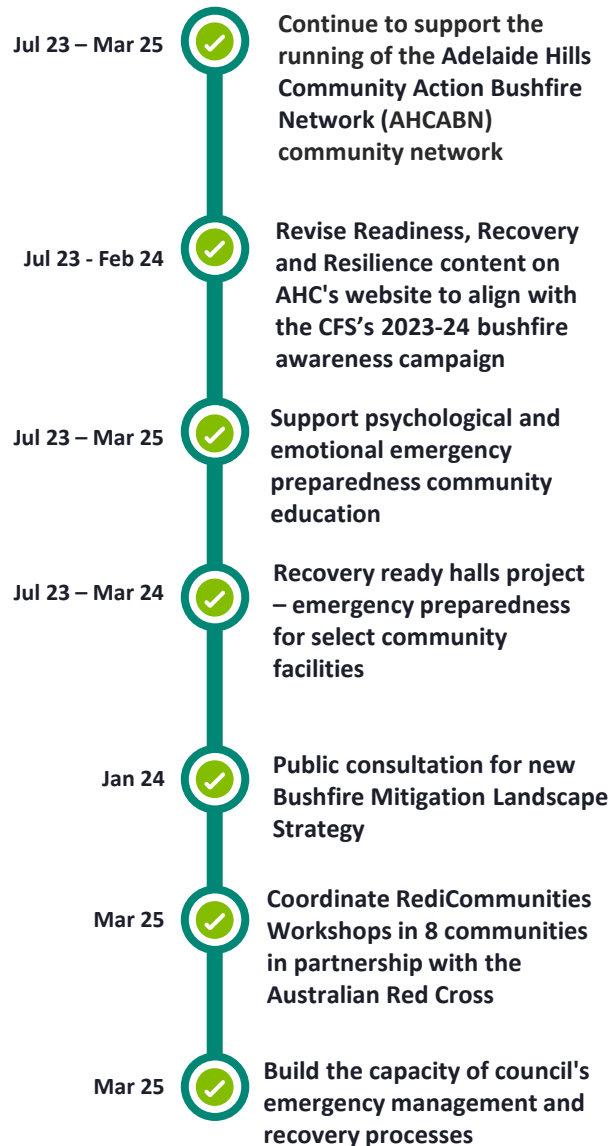 Jul 23 – Mar 25
Continue to support the
running of the Adelaide Hills
Community Action Bushfire
Network (AHCABN)
community network
Jul 23 - Feb 24
Revise Readiness, Recovery
and Resilience content on
AHC's website to align with
the CFS’s 2023-24 bushfire
awareness campaign
Jul 23 – Mar 25
Support psychological and
emotional emergency
preparedness community
education
Jul 23 – Mar 24
Recovery ready halls project
– emergency preparedness
for select community
facilities
Jan 24
Public consultation for new
Bushfire Mitigation Landscape
Strategy
Mar 25
Coordinate RediCommunities
Workshops in 8 communities
in partnership with the
Australian Red Cross
Mar 25
Build the capacity of council's
emergency management and
recovery processes